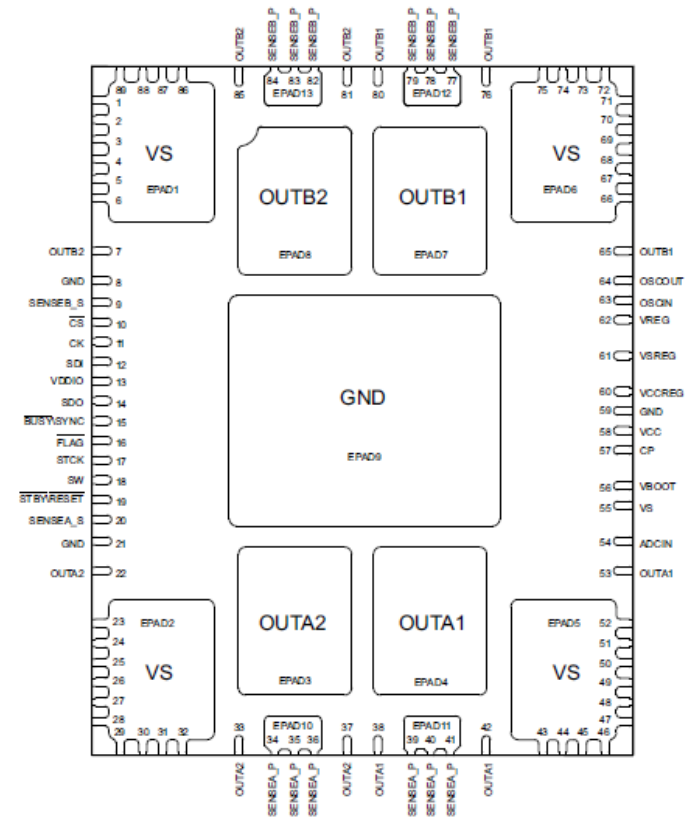 OUTB2
SENSEB_P
SENSEB_P
SENSEB_P
OUTB2
OUTB1
SENSEB_P
SENSEB_P
SENSEB_P
OUTB1
89 88 87 86
85
84 83 82
EPAD13
81
80
79 78 77
EPAD12
76
75 74 73 72
1
2
3
4
5
6
VS
EPAD1
OUTB2
EPAD8
OUTB1
EPAD7
VS
EPAD6
71
70
69
68
67
66
OUTB2 7
GND 8
SENSEB_S 9
CS 10
CK 11
SDI 12
VDDIO 13
SDO 14
BUSY\SYNC 15
FLAG 16
STCK 17
SW 18
STBY\RESET 19
SENSEA_S 20
GND 21
OUTA2 22
GND
EPAD9
65 OUTB1
64 OSCOUT
63 OSCIN
62 VREG
61 VSREG
60 VCCREG
59 GND
58 VCC
57 CP
56 VBOOT
55 VS
54 ADCIN
53 OUTA1
23
24
25
26
27
28
EPAD2
VS
OUTA2
EPAD3
OUTA1
EPAD4
EPAD5
VS
52
51
50
49
48
47
29 30 31 32
33
EPAD10
34 35 36
37
38
EPAD11
39 40 41
42
43 44 45 46
OUTA2
SENSEA_P
SENSEA_P
SENSEA_P
OUTA2
OUTA1
SENSEA_P
SENSEA_P
SENSEA_P
OUTA1